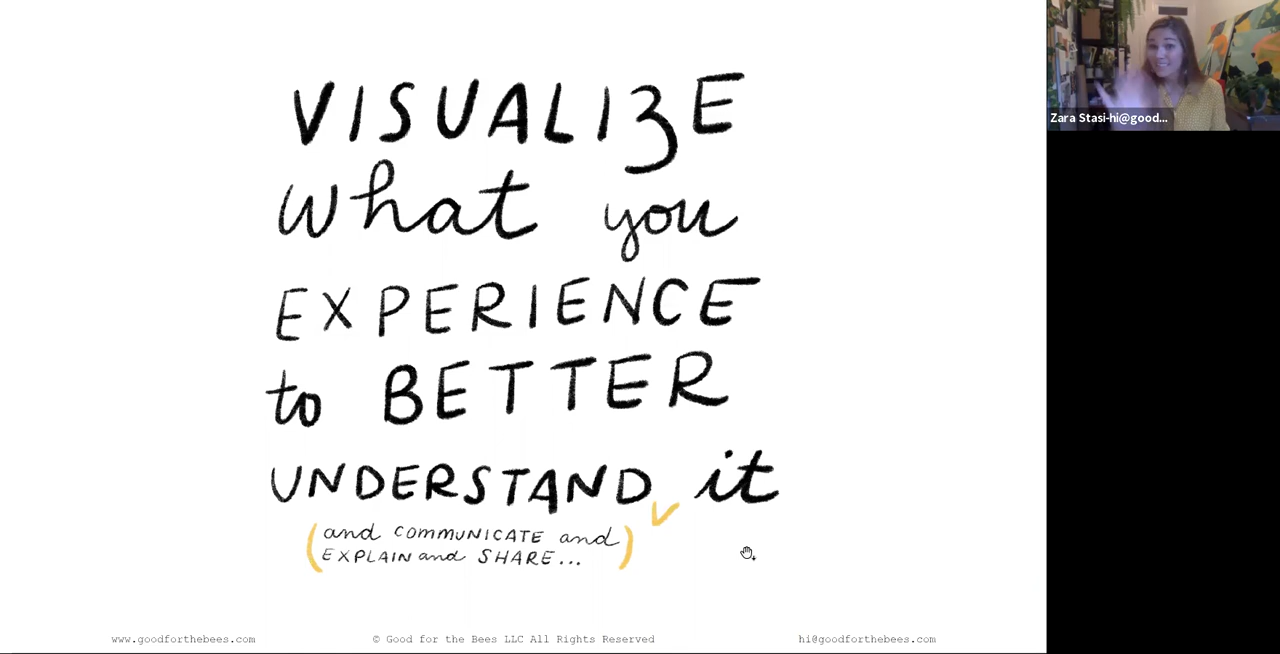 VISUALIZE
what you
EXPERIENCE
to BETTER
UNDERSTAND it
(and COMMUNICATE and)
EXPLAIN and SHARE...
www.goodforthebees.com
© Good for the Bees LLC All Rights Reserved
hi@goodforthebees.com
Zara Stasi-hi@good...